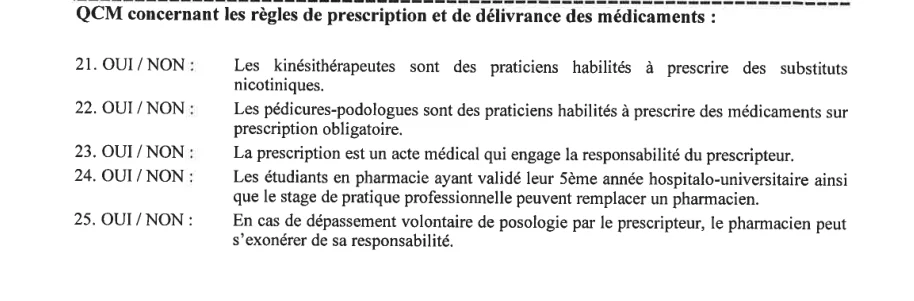 QCM concernant les règles de prescription et de délivrance des médicaments :
21. OUI / NON : Les kinésithérapeutes sont des praticiens habilités à prescrire des substituts
nicotiniques.
22. OUI / NON : Les pédicures-podologues sont des praticiens habilités à prescrire des médicaments sur
prescription obligatoire.
23. OUI / NON : La prescription est un acte médical qui engage la responsabilité du prescripteur.
24. OUI / NON : Les étudiants en pharmacie ayant validé leur 5ème année hospitalo-universitaire ainsi
que le stage de pratique professionnelle peuvent remplacer un pharmacien.
25. OUI / NON : En cas de dépassement volontaire de posologie par le prescripteur, le pharmacien peut
s'exonérer de sa responsabilité.